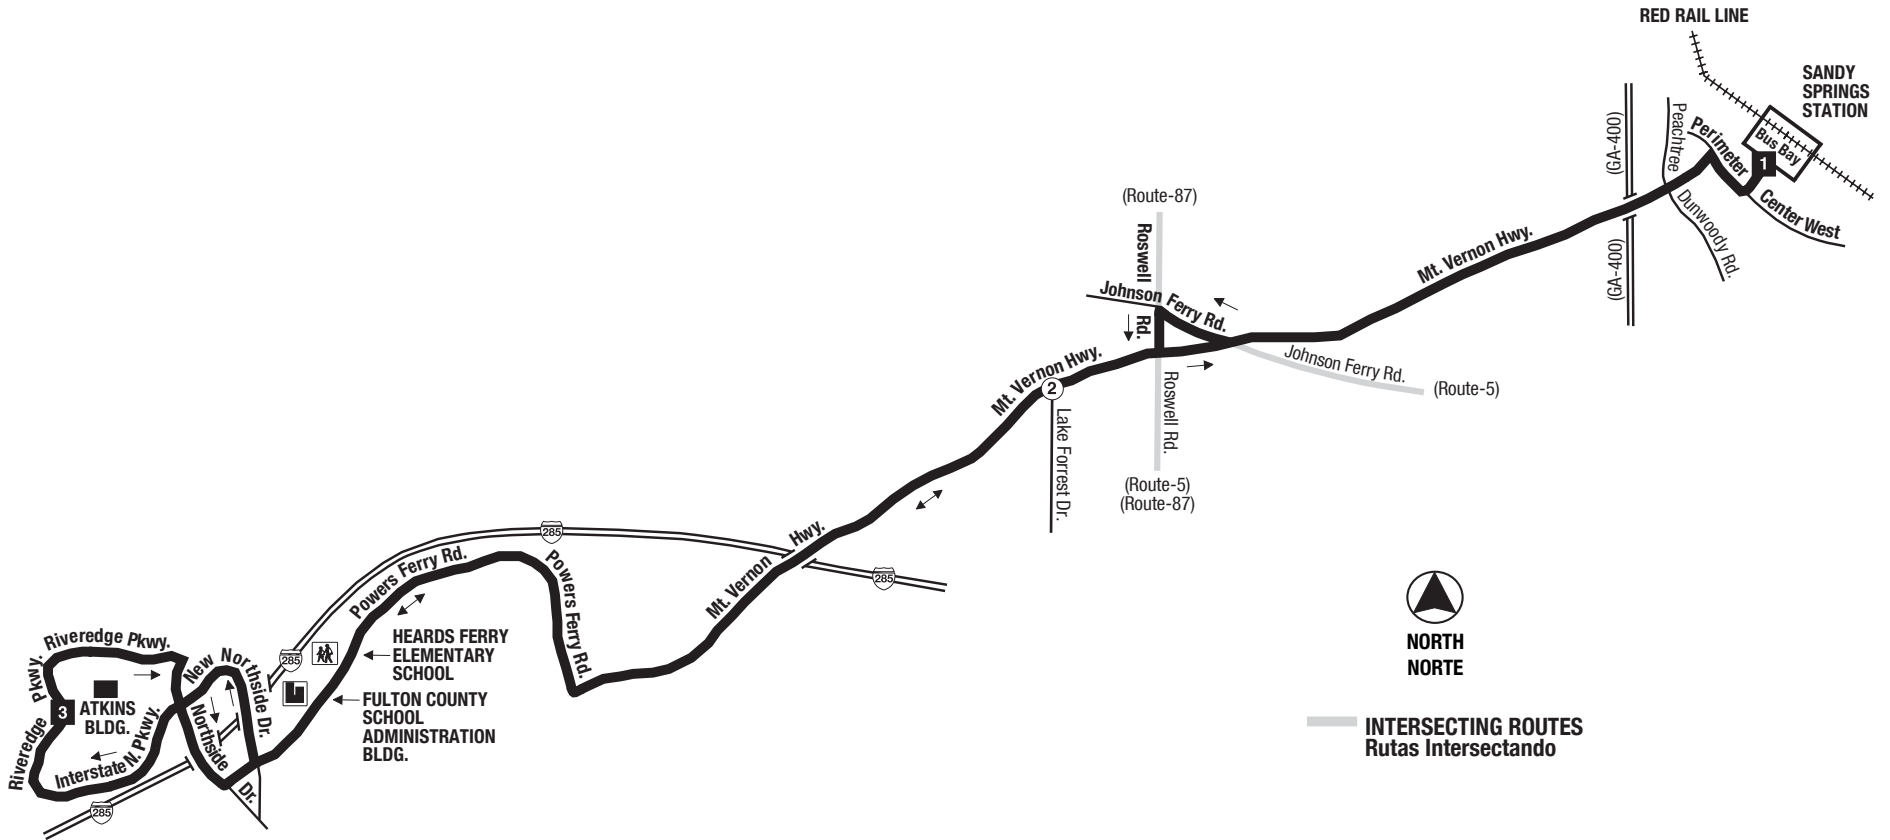 RED RAIL LINE
SANDY
SPRINGS
STATION
(GA-400)
Peachtree
Perimeter
Bus Bay
1
Center West
Dunwoody Rd.
(GA-400)
Mt. Vernon Hwy.
(Route-87)
Roswell
Johnson Ferry Rd.
Rd.
Johnson Ferry Rd.
(Route-5)
Mt. Vernon Hwy.
2
Lake Forrest Dr.
Roswell Rd.
(Route-5)
(Route-87)
285
285
Mt. Vernon Hwy.
Powers Ferry Rd.
Powers Ferry Rd.
HEARDS FERRY
ELEMENTARY
SCHOOL
FULTON COUNTY
SCHOOL
ADMINISTRATION
BLDG.
285
Riveredge Pkwy.
New Northside Dr.
Riveredge Pkwy.
3
ATKINS
BLDG.
Northside Dr.
Interstate N. Pkwy.
285
NORTH
NORTE
INTERSECTING ROUTES
Rutas Intersectando